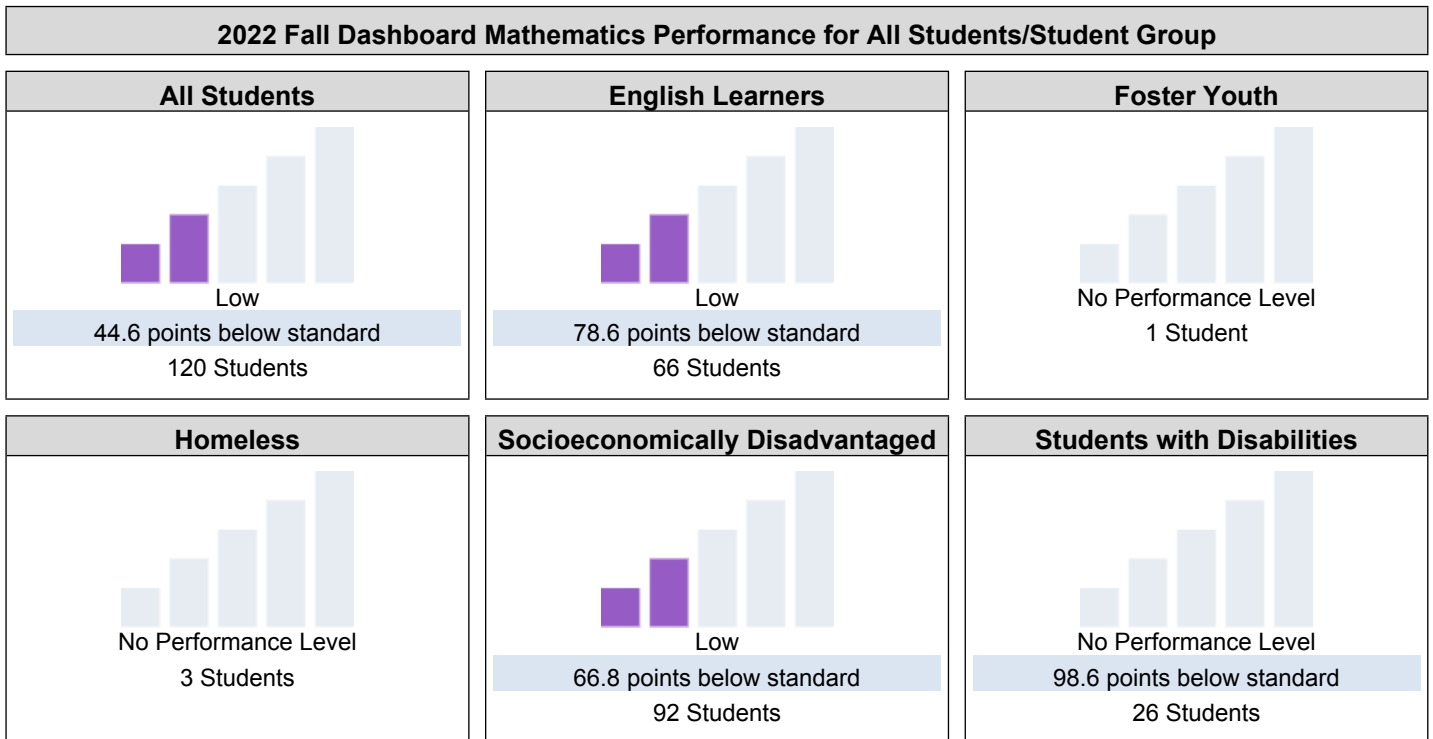 2022 Fall Dashboard Mathematics Performance for All Students/Student Group
All Students
Low
44.6 points below standard
120 Students
English Learners
Low
78.6 points below standard
66 Students
Foster Youth
No Performance Level
1 Student
Homeless
No Performance Level
3 Students
Socioeconomically Disadvantaged
Low
66.8 points below standard
92 Students
Students with Disabilities
No Performance Level
98.6 points below standard
26 Students